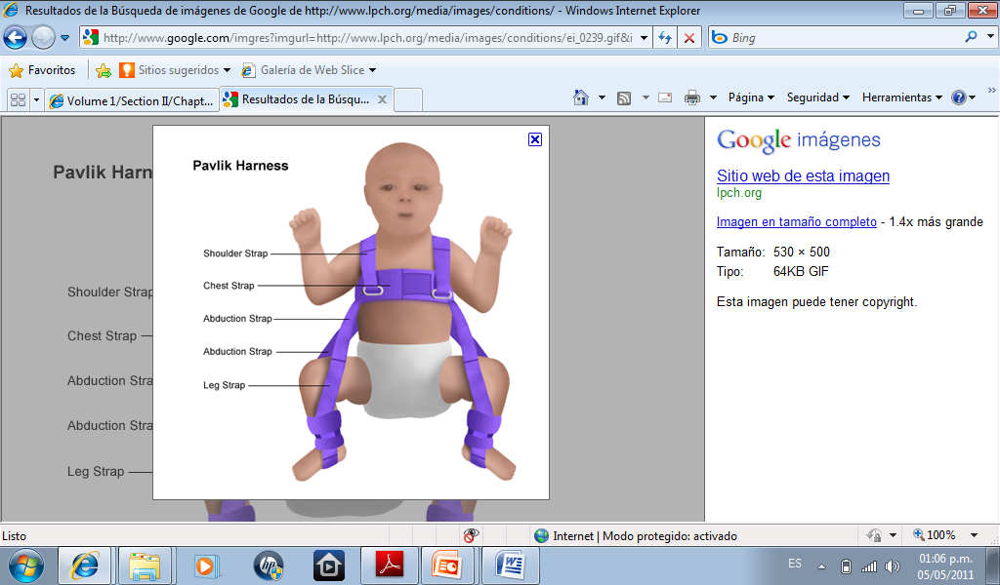 Resultados de la Búsqueda de imágenes de Google de http://www.lpch.org/media/images/conditions/ - Windows Internet Explorer
http://www.google.com/imgres?imgurl=http://www.lpch.org/media/images/conditions/ei_0239.gif&i
Bing
Favoritos
Sitios sugeridos
Galería de Web Slice
Volume 1/Section II/Chapt...
Resultados de la Búsqu...
Página
Seguridad
Herramientas
Pavlik Harn
Shoulder Strap
Chest Strap
Abduction Stra
Abduction Stra
Leg Strap
Pavlik Harness
Shoulder Strap
Chest Strap
Abduction Strap
Abduction Strap
Leg Strap
Google imágenes
Sitio web de esta imagen
lpch.org
Imagen en tamaño completo - 1.4x más grande
Tamaño: 530 × 500
Tipo: 64KB GIF
Esta imagen puede tener copyright.
Listo
Internet | Modo protegido: activado
100%
ES
01:06 p.m.
05/05/2011